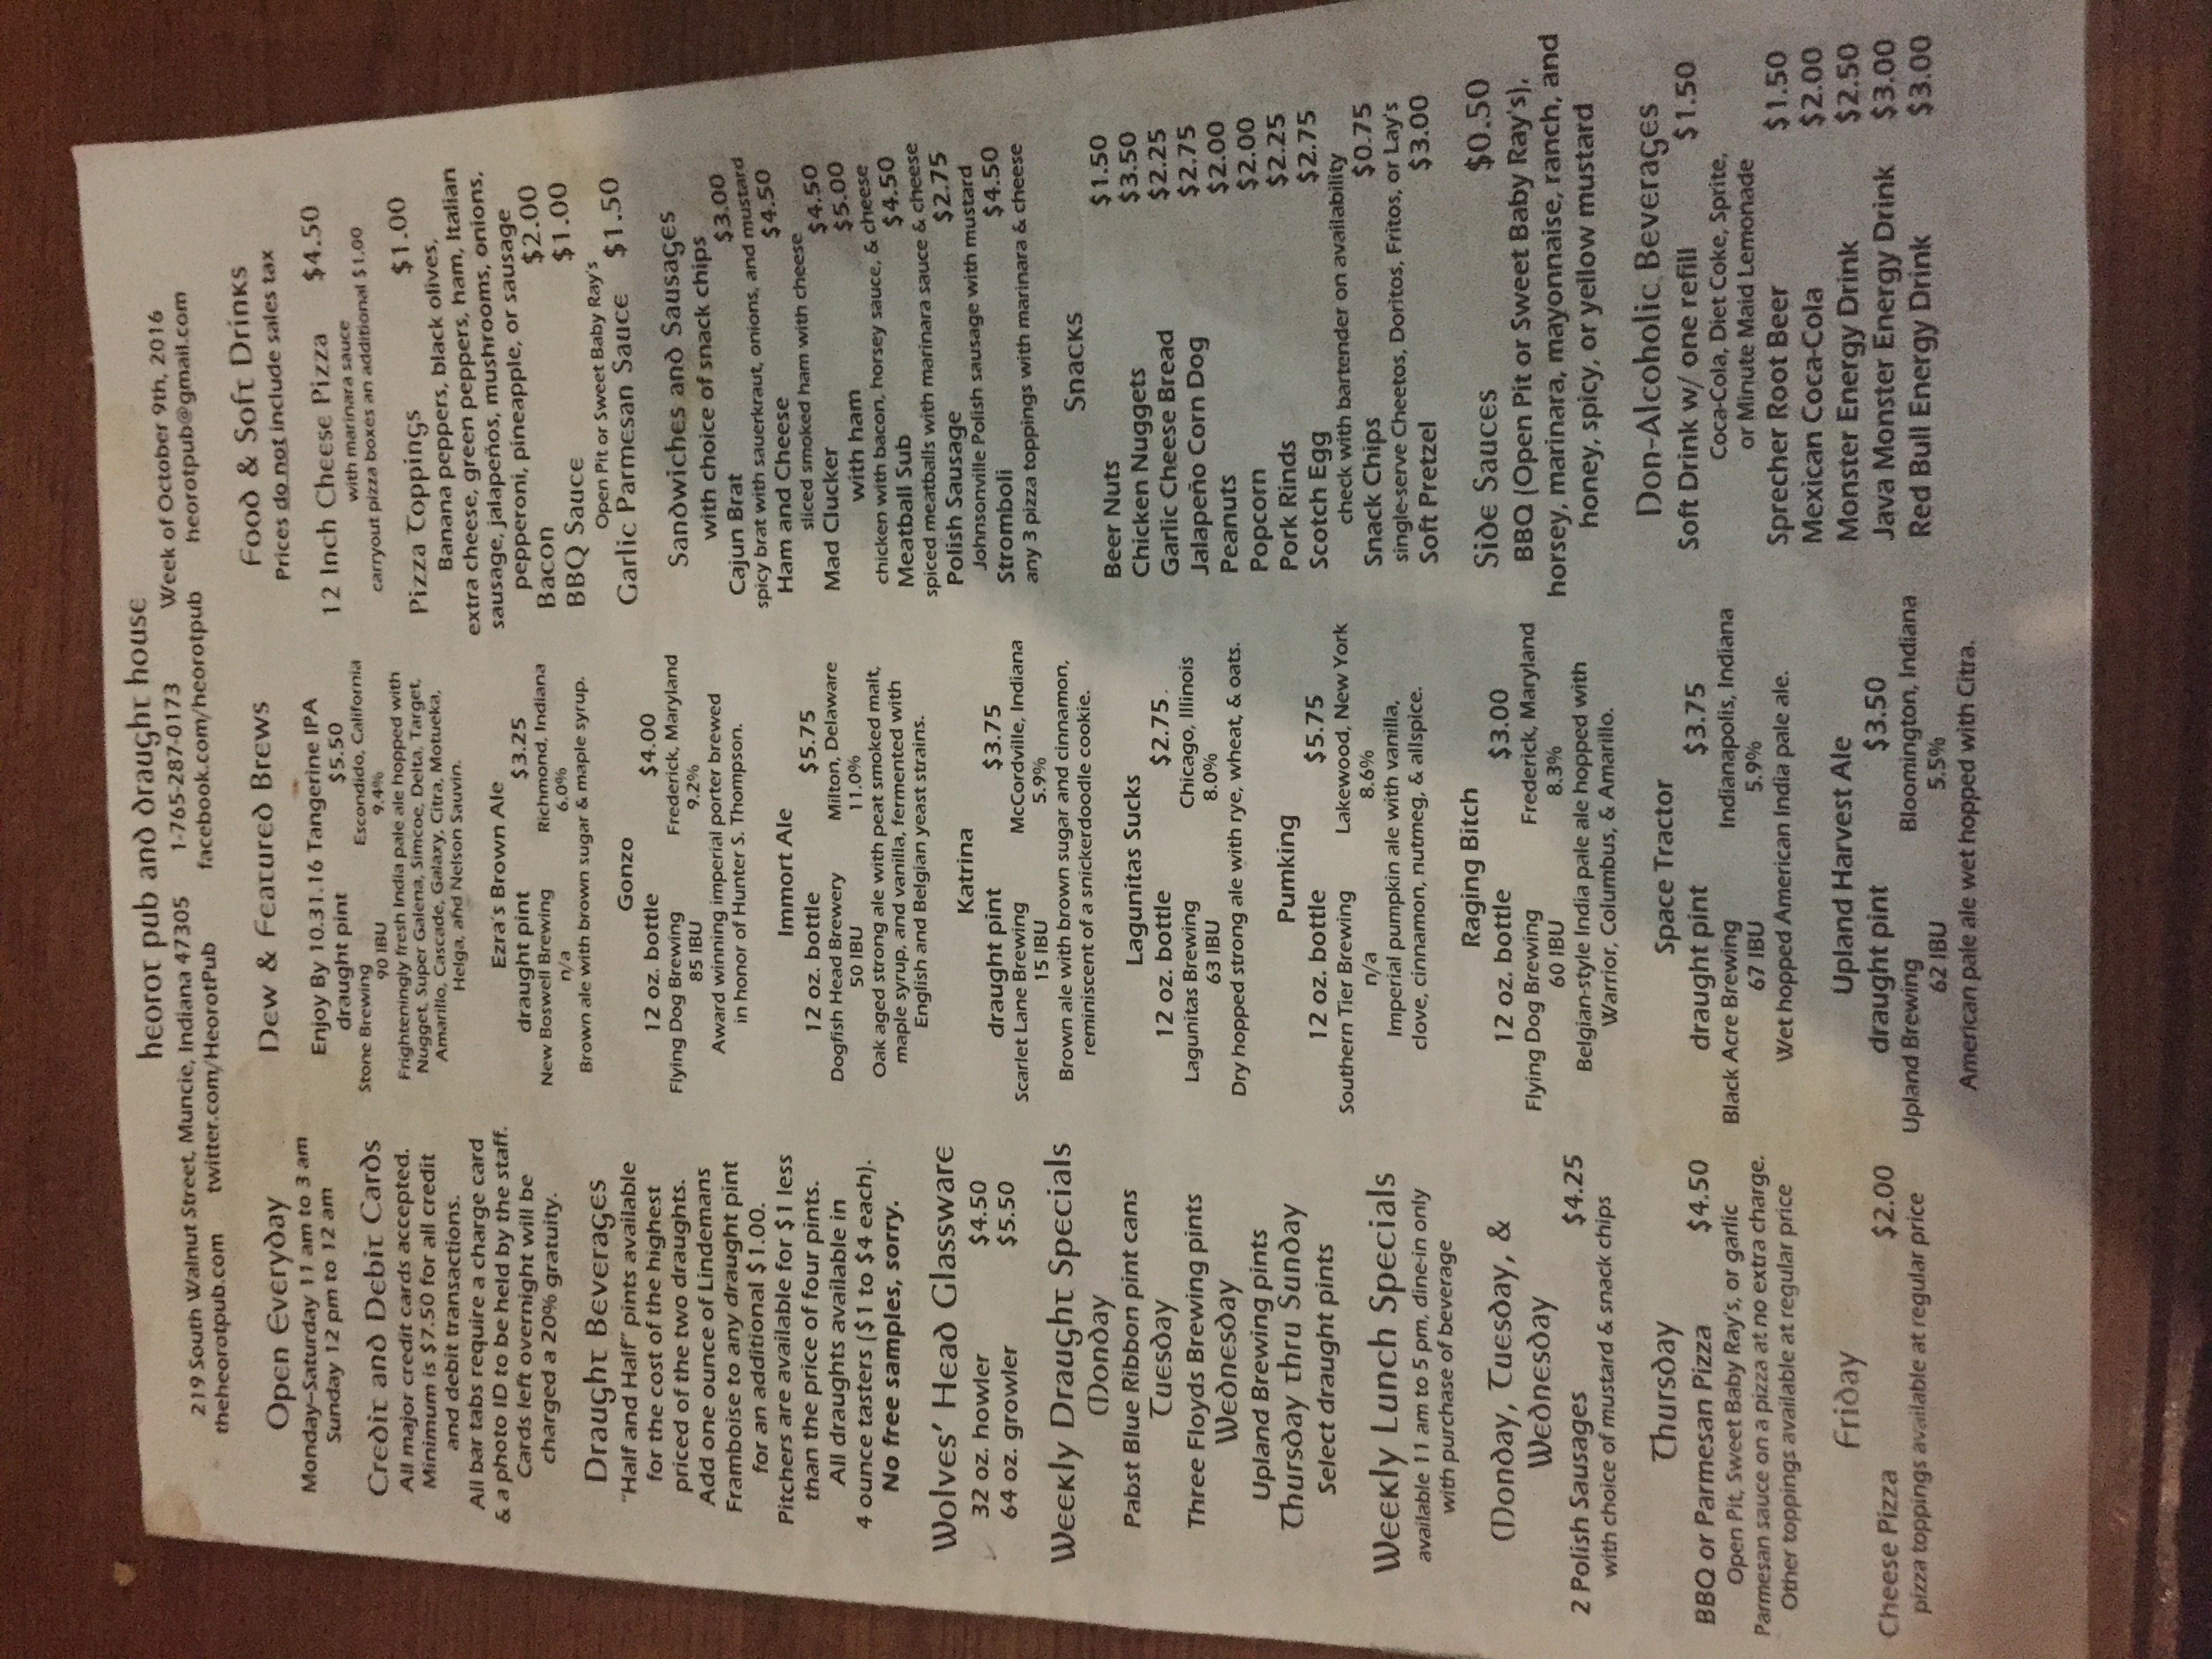 heorot pub and draught house
219 South Walnut Street, Muncie, Indiana 47305 1-765-287-0173 Week of October 9th, 2016
theheorotpub.com twitter.com/HeorotPub facebook.com/heorotpub heorotpub@gmail.com
Open Everyday
Monday–Saturday 11 am to 3 am
Sunday 12 pm to 12 am
Credit and Debit Cards
All major credit cards accepted.
Minimum is $7.50 for all credit
and debit transactions.
All bar tabs require a charge card
& a photo ID to be held by the staff.
Cards left overnight will be
charged a 20% gratuity.
Draught Beverages
"Half and Half" pints available
for the cost of the highest
priced of the two draughts.
Add one ounce of Lindemans
Framboise to any draught pint
for an additional $1.00.
Pitchers are available for $1 less
than the price of four pints.
All draughts available in
4 ounce tasters ($1 to $4 each).
No free samples, sorry.
Wolves' Head Glassware
32 oz. howler $4.50
64 oz. growler $5.50
Weekly Draught Specials
Monday
Pabst Blue Ribbon pint cans
Tuesday
Three Floyds Brewing pints
Wednesday
Upland Brewing pints
Thursday thru Sunday
Select draught pints
Weekly Lunch Specials
available 11 am to 5 pm, dine-in only
with purchase of beverage
Monday, Tuesday, &
Wednesday
2 Polish Sausages $4.25
with choice of mustard & snack chips
Thursday
BBQ or Parmesan Pizza $4.50
Open Pit, Sweet Baby Ray's, or garlic
Parmesan sauce on a pizza at no extra charge.
Other toppings available at regular price
Friday
Cheese Pizza $2.00
pizza toppings available at regular price
New & Featured Brews
Enjoy By 10.31.16 Tangerine IPA
draught pint $5.50
Stone Brewing Escondido, California
90 IBU 9.4%
Frighteningly fresh India pale ale hopped with
Nugget, Super Galena, Simcoe, Delta, Target,
Amarillo, Cascade, Galaxy, Citra, Motueka,
Helga, and Nelson Sauvin.
Ezra's Brown Ale
draught pint $3.25
New Boswell Brewing Richmond, Indiana
n/a 6.0%
Brown ale with brown sugar & maple syrup.
Gonzo
12 oz. bottle $4.00
Flying Dog Brewing Frederick, Maryland
85 IBU 9.2%
Award winning imperial porter brewed
in honor of Hunter S. Thompson.
Immort Ale
12 oz. bottle $5.75
Dogfish Head Brewery Milton, Delaware
50 IBU 11.0%
Oak aged strong ale with peat smoked malt,
maple syrup, and vanilla, fermented with
English and Belgian yeast strains.
Katrina
draught pint $3.75
Scarlet Lane Brewing McCordville, Indiana
15 IBU 5.9%
Brown ale with brown sugar and cinnamon,
reminiscent of a snickerdoodle cookie.
Lagunitas Sucks
12 oz. bottle $2.75
Lagunitas Brewing Chicago, Illinois
63 IBU 8.0%
Dry hopped strong ale with rye, wheat, & oats.
Pumking
12 oz. bottle $5.75
Southern Tier Brewing Lakewood, New York
n/a 8.6%
Imperial pumpkin ale with vanilla,
clove, cinnamon, nutmeg, & allspice.
Raging Bitch
12 oz. bottle $3.00
Flying Dog Brewing Frederick, Maryland
60 IBU 8.3%
Belgian-style India pale ale hopped with
Warrior, Columbus, & Amarillo.
Space Tractor
draught pint $3.75
Black Acre Brewing Indianapolis, Indiana
67 IBU 5.9%
Wet hopped American India pale ale.
Upland Harvest Ale
draught pint $3.50
Upland Brewing Bloomington, Indiana
62 IBU 5.5%
American pale ale wet hopped with Citra.
Food & Soft Drinks
Prices do not include sales tax
12 Inch Cheese Pizza $4.50
with marinara sauce
carryout pizza boxes an additional $1.00
Pizza Toppings $1.00
Banana peppers, black olives,
extra cheese, green peppers, ham, Italian
sausage, jalapeños, mushrooms, onions,
pepperoni, pineapple, or sausage
Bacon $2.00
BBQ Sauce $1.00
Open Pit or Sweet Baby Ray's
Garlic Parmesan Sauce $1.50
Sandwiches and Sausages
with choice of snack chips
Cajun Brat $3.00
spicy brat with sauerkraut, onions, and mustard
Ham and Cheese $4.50
sliced smoked ham with cheese
Mad Clucker $4.50
with ham $5.00
chicken with bacon, horsey sauce, & cheese
Meatball Sub $4.50
spiced meatballs with marinara sauce & cheese
Polish Sausage $2.75
Johnsonville Polish sausage with mustard
Stromboli $4.50
any 3 pizza toppings with marinara & cheese
Snacks
Beer Nuts $1.50
Chicken Nuggets $3.50
Garlic Cheese Bread $2.25
Jalapeño Corn Dog $2.75
Peanuts $2.00
Popcorn $2.00
Pork Rinds $2.25
Scotch Egg $2.75
check with bartender on availability
Snack Chips $0.75
single-serve Cheetos, Doritos, Fritos, or Lay's
Soft Pretzel $3.00
Side Sauces $0.50
BBQ (Open Pit or Sweet Baby Ray's),
horsey, marinara, mayonnaise, ranch, and
honey, spicy, or yellow mustard
Non-Alcoholic Beverages
Soft Drink w/ one refill $1.50
Coca-Cola, Diet Coke, Sprite,
or Minute Maid Lemonade
Sprecher Root Beer $1.50
Mexican Coca-Cola $2.00
Monster Energy Drink $2.50
Java Monster Energy Drink $3.00
Red Bull Energy Drink $3.00